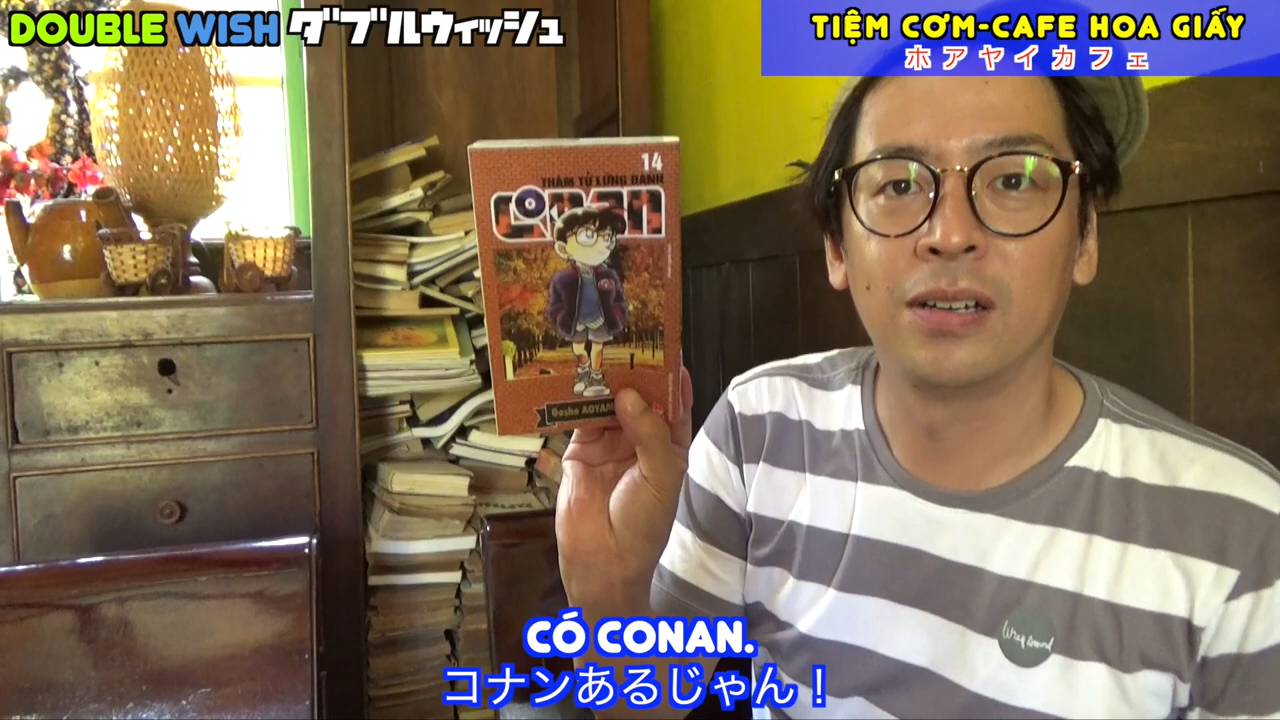 DOUBLE WISH ダブルウィッシュ
TIỆM CƠM-CAFE HOA GIẤY
ホアヤイカフェ
14
THÁM TỬ LỪNG DANH
CONAN
Gosho AOYAMA
Wrap Around
CÓ CONAN.
コナンあるじゃん！